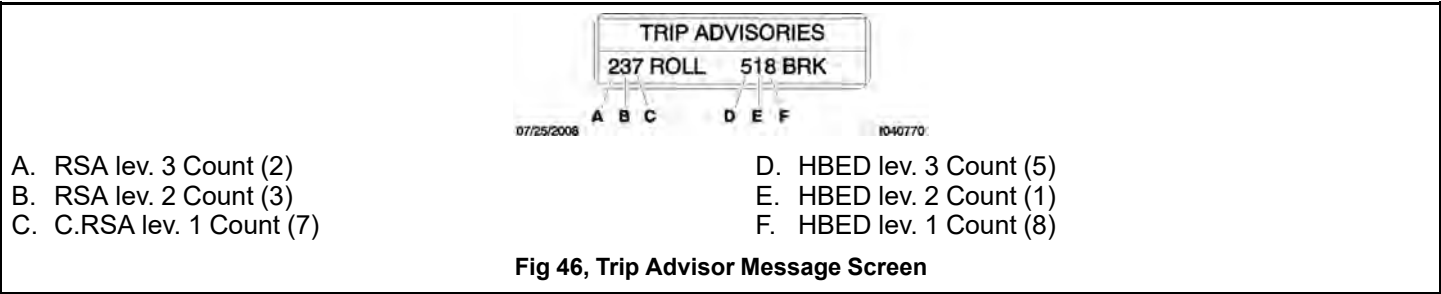 TRIP ADVISORIES
237 ROLL 518 BRK
A B C D E F
07/25/2008 f040770
A. RSA lev. 3 Count (2)
B. RSA lev. 2 Count (3)
C. C.RSA lev. 1 Count (7)
D. HBED lev. 3 Count (5)
E. HBED lev. 2 Count (1)
F. HBED lev. 1 Count (8)
Fig 46, Trip Advisor Message Screen